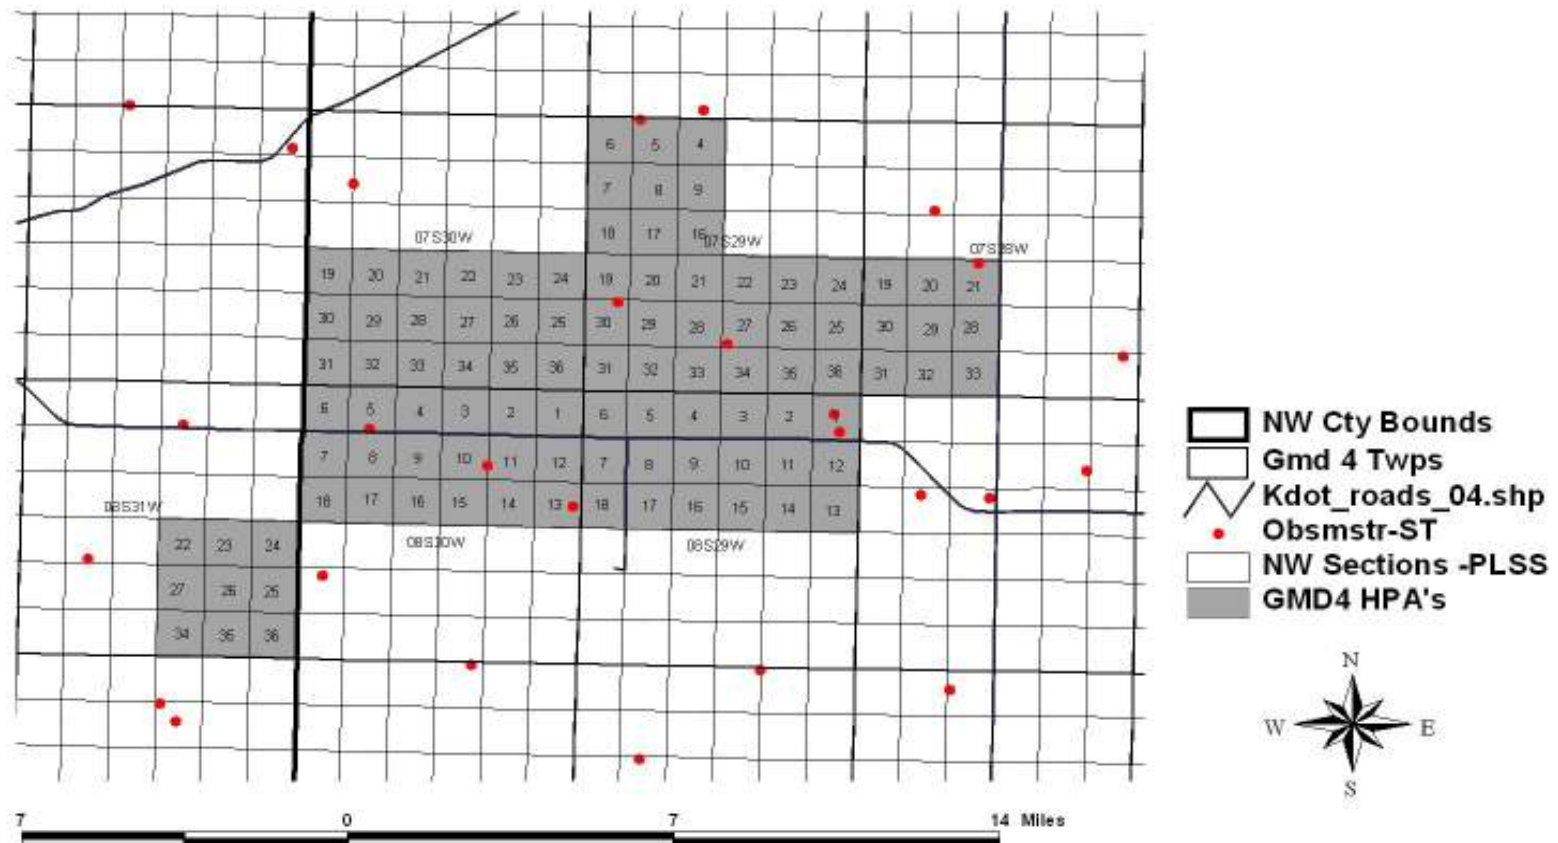 6 5 4
7 8 9
18 17 16
07S30W 07S29W 07S28W
19 20 21 22 23 24 19 20 21 22 23 24 19 20 21
30 29 28 27 26 25 30 29 28 27 26 25 30 29 28
31 32 33 34 35 36 31 32 33 34 35 36 31 32 33
6 5 4 3 2 1 6 5 4 3 2
7 8 9 10 11 12 7 8 9 10 11 12
18 17 16 15 14 13 18 17 16 15 14 13
08S31W
08S30W 08S29W
22 23 24
27 26 25
34 35 36
7 0 7 14 Miles
NW Cty Bounds
Gmd 4 Twps
Kdot_roads_04.shp
Obsmstr-ST
NW Sections -PLSS
GMD4 HPA's
N
W E
S